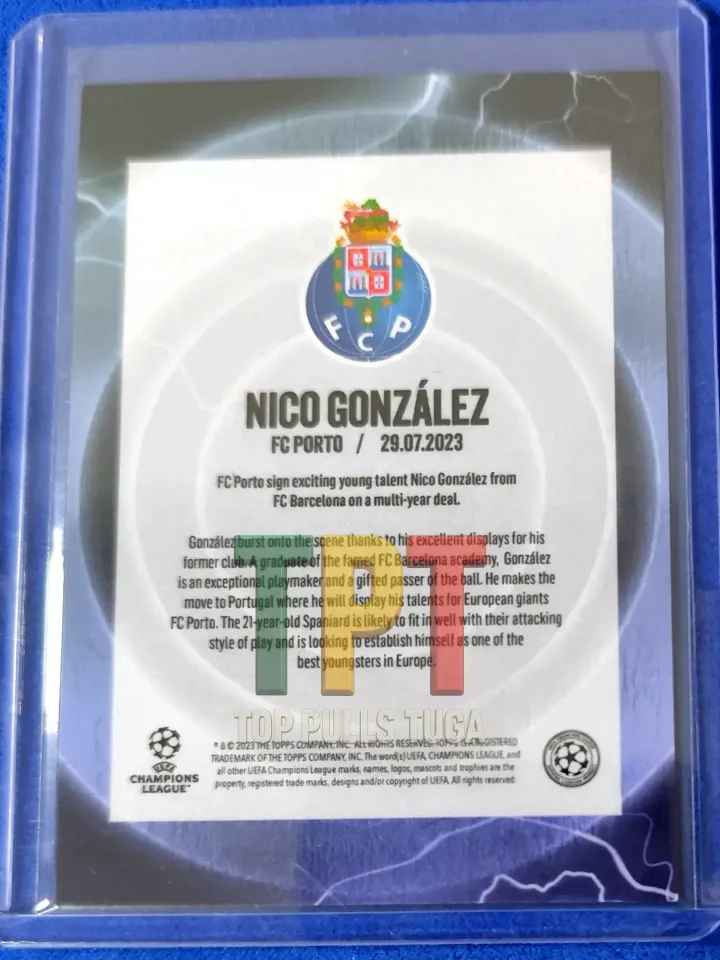 FCP
NICO GONZÁLEZ
FC PORTO / 29.07.2023
FC Porto sign exciting young talent Nico González from
FC Barcelona on a multi-year deal.
González burst onto the scene thanks to his excellent displays for his
former club. A graduate of the famed FC Barcelona academy, González
is an exceptional playmaker and a gifted passer of the ball. He makes the
move to Portugal where he will display his talents for European giants
FC Porto. The 21-year-old Spaniard is likely to fit in well with their attacking
style of play and is looking to establish himself as one of the
best youngsters in Europe.
TPT
TOP PULLS TUGA
* & © 2023 THE TOPPS COMPANY, INC. ALL RIGHTS RESERVED. TOPPS IS A REGISTERED
TRADEMARK OF THE TOPPS COMPANY, INC. The word(s) UEFA, CHAMPIONS LEAGUE, and
all other UEFA Champions League marks, names, logos, mascots and trophies are the
property, registered trade marks, designs and/or copyright of UEFA. All rights reserved.
UEFA
CHAMPIONS
LEAGUE™